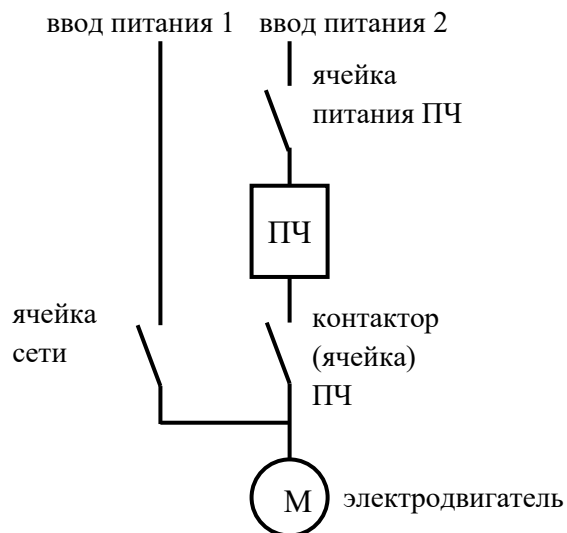 ввод питания 1
ввод питания 2
ячейка
питания ПЧ
ПЧ
ячейка
сети
контактор
(ячейка)
ПЧ
М
электродвигатель